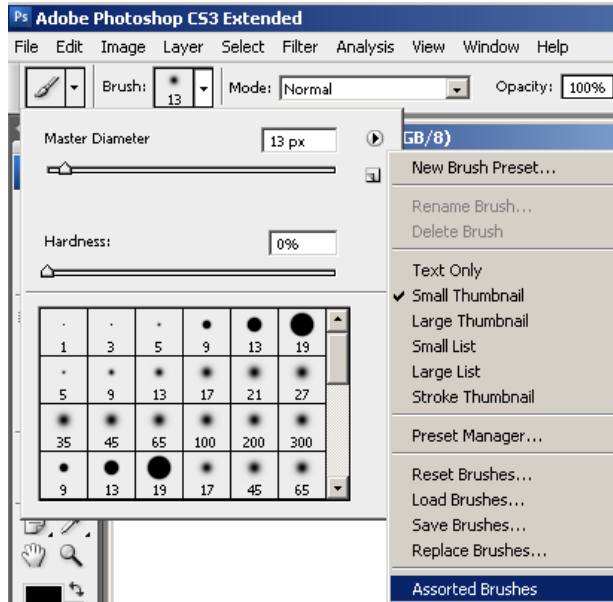 Ps Adobe Photoshop CS3 Extended
File Edit Image Layer Select Filter Analysis View Window Help
Brush: 13 Mode: Normal Opacity: 100%
Master Diameter 13 px
Hardness: 0%
1 3 5 9 13 19
5 9 13 17 21 27
35 45 65 100 200 300
9 13 19 17 45 65
GB/8)
New Brush Preset...
Rename Brush...
Delete Brush
Text Only
Small Thumbnail
Large Thumbnail
Small List
Large List
Stroke Thumbnail
Preset Manager...
Reset Brushes...
Load Brushes...
Save Brushes...
Replace Brushes...
Assorted Brushes